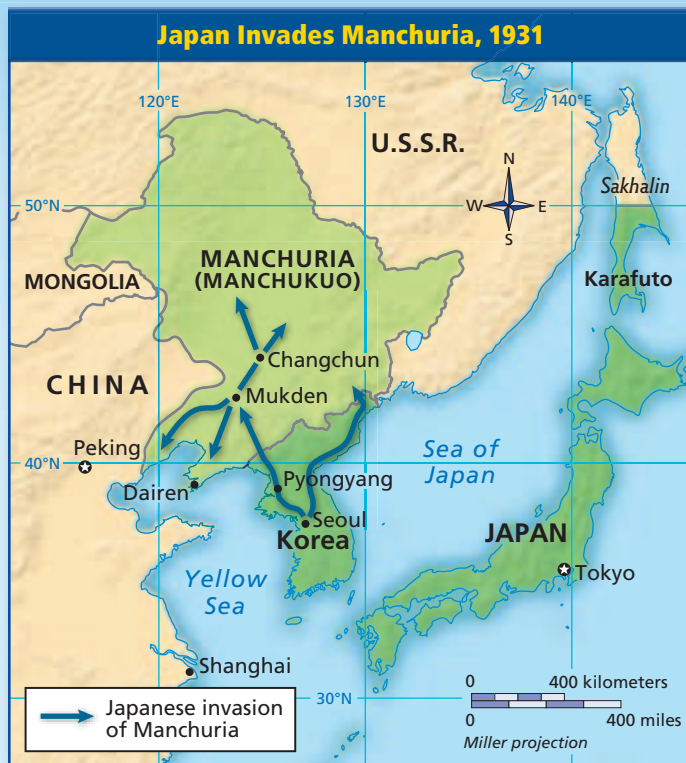 Japan Invades Manchuria, 1931
120°E
130°E
140°E
U.S.S.R.
N
W
E
S
50°N
Sakhalin
MONGOLIA
MANCHURIA
(MANCHUKUO)
Karafuto
Changchun
CHINA
Mukden
Peking
40°N
Sea of
Japan
Dairen
Pyongyang
Seoul
Korea
JAPAN
Tokyo
Yellow
Sea
Shanghai
30°N
Japanese invasion
of Manchuria
0 400 kilometers
0 400 miles
Miller projection